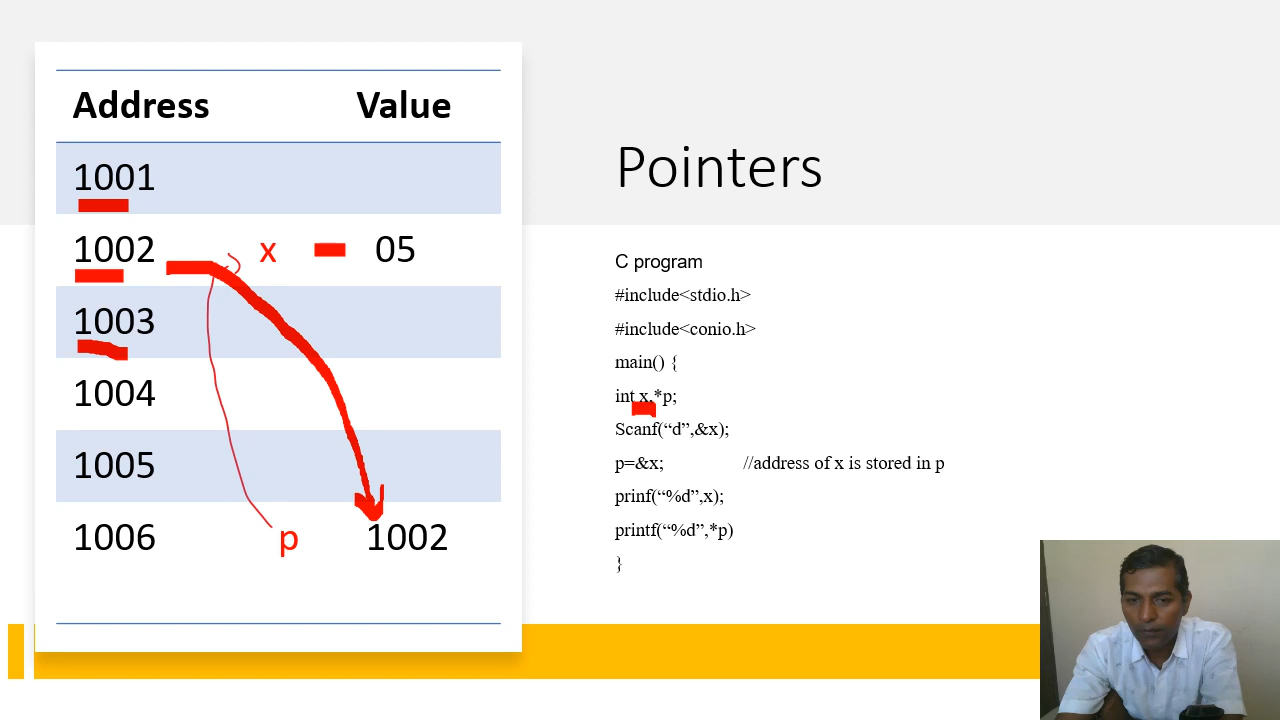 Address Value
1001
1002 x 05
1003
1004
1005
1006 p 1002
Pointers
C program
#include<stdio.h>
#include<conio.h>
main() {
int x,*p;
Scanf(“d”,&x);
p=&x; //address of x is stored in p
prinf(“%d”,x);
printf(“%d”,*p)
}